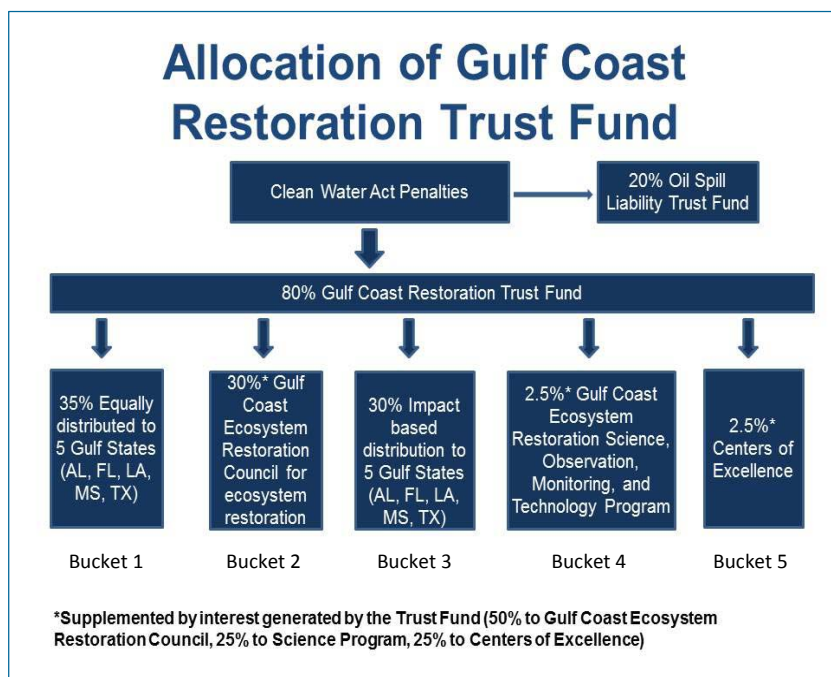 Allocation of Gulf Coast
Restoration Trust Fund
Clean Water Act Penalties
20% Oil Spill
Liability Trust Fund
80% Gulf Coast Restoration Trust Fund
35% Equally
distributed to
5 Gulf States
(AL, FL, LA,
MS, TX)
30%* Gulf
Coast
Ecosystem
Restoration
Council for
ecosystem
restoration
30% Impact
based
distribution to
5 Gulf States
(AL, FL, LA,
MS, TX)
2.5%* Gulf Coast
Ecosystem
Restoration Science,
Observation,
Monitoring, and
Technology Program
2.5%*
Centers of
Excellence
Bucket 1
Bucket 2
Bucket 3
Bucket 4
Bucket 5
*Supplemented by interest generated by the Trust Fund (50% to Gulf Coast Ecosystem
Restoration Council, 25% to Science Program, 25% to Centers of Excellence)